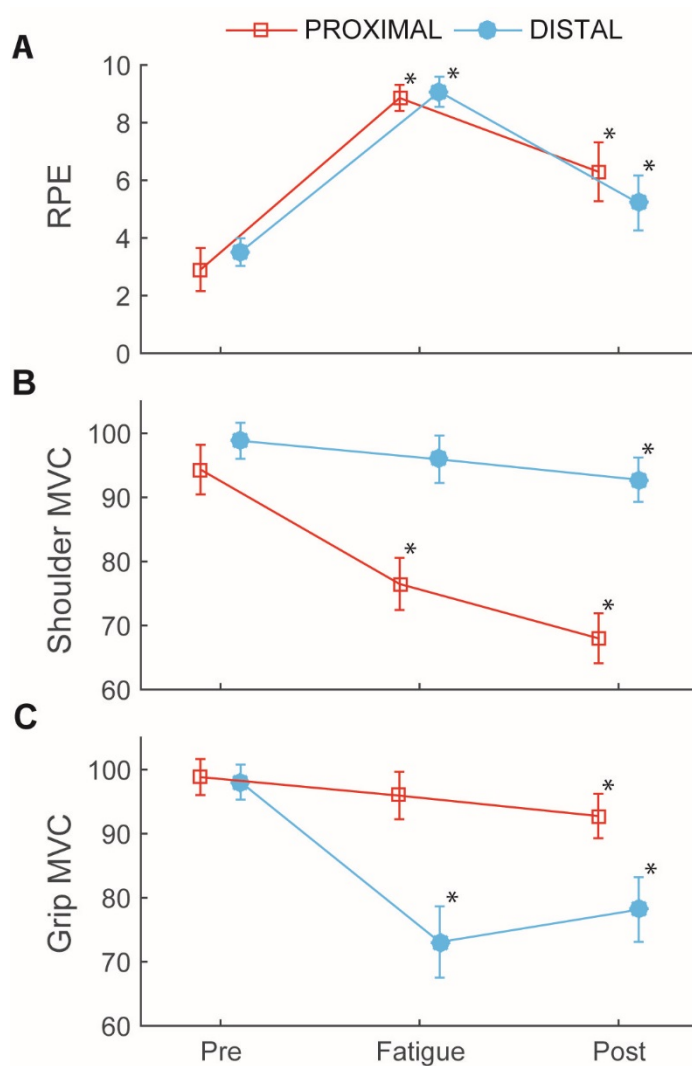 PROXIMAL DISTAL
A
10
8
6
4
2
0
RPE
* * * *
B
100
90
80
70
60
Shoulder MVC
* * *
C
100
90
80
70
60
Grip MVC
* * *
Pre Fatigue Post